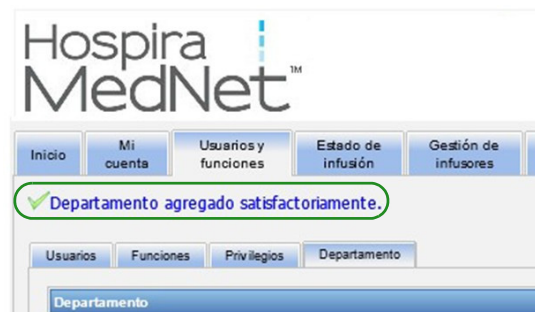 Hospira
MedNet™
Inicio
Mi
cuenta
Usuarios y
funciones
Estado de
infusión
Gestión de
infusores
Departamento agregado satisfactoriamente.
Usuarios Funciones Privilegios Departamento
Departamento